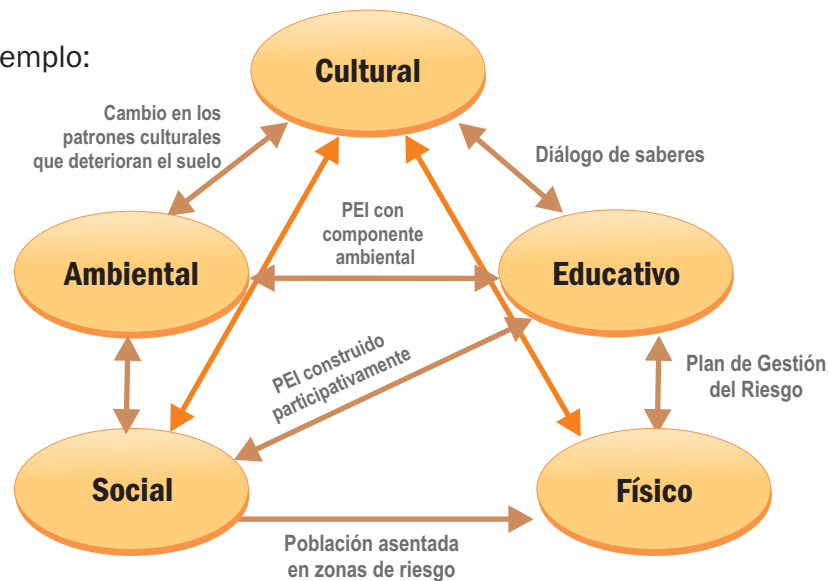 emplo:
Cultural
Cambio en los
patrones culturales
que deterioran el suelo
Diálogo de saberes
PEI con
componente
ambiental
Ambiental
Educativo
PEI construido
participativamente
Plan de Gestión
del Riesgo
Social
Físico
Población asentada
en zonas de riesgo